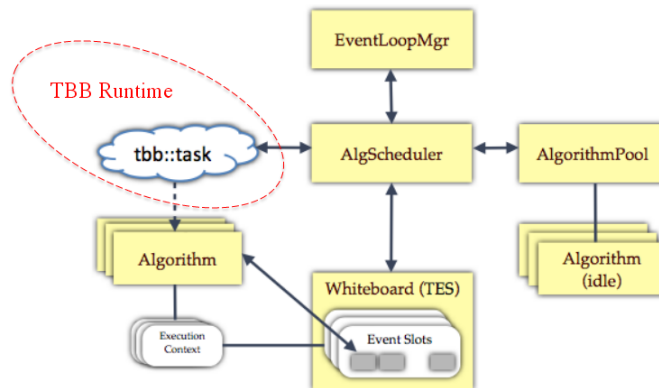 EventLoopMgr
TBB Runtime
tbb::task
AlgScheduler
AlgorithmPool
Algorithm
Algorithm
(idle)
Whiteboard (TES)
Event Slots
Execution
Context